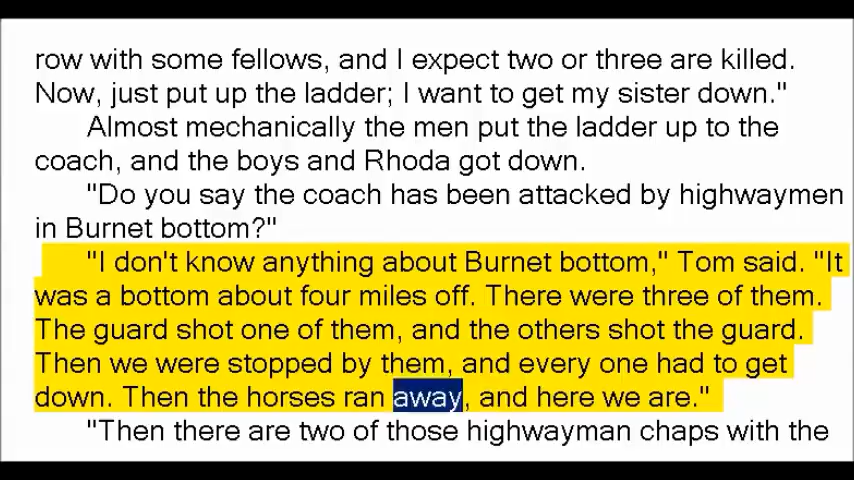 row with some fellows, and I expect two or three are killed.
Now, just put up the ladder; I want to get my sister down."
Almost mechanically the men put the ladder up to the
coach, and the boys and Rhoda got down.
"Do you say the coach has been attacked by highwaymen
in Burnet bottom?"
"I don't know anything about Burnet bottom," Tom said. "It
was a bottom about four miles off. There were three of them.
The guard shot one of them, and the others shot the guard.
Then we were stopped by them, and every one had to get
down. Then the horses ran away, and here we are."
"Then there are two of those highwayman chaps with the